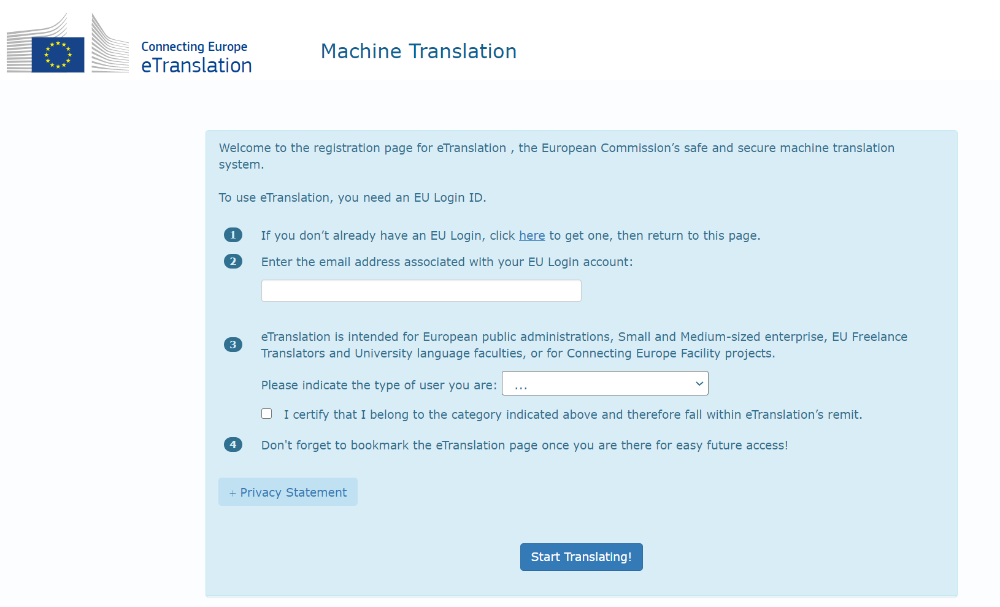 Connecting Europe
eTranslation
Machine Translation
Welcome to the registration page for eTranslation , the European Commission’s safe and secure machine translation
system.
To use eTranslation, you need an EU Login ID.
1 If you don’t already have an EU Login, click here to get one, then return to this page.
2 Enter the email address associated with your EU Login account:
3 eTranslation is intended for European public administrations, Small and Medium-sized enterprise, EU Freelance
Translators and University language faculties, or for Connecting Europe Facility projects.
Please indicate the type of user you are: ...
I certify that I belong to the category indicated above and therefore fall within eTranslation’s remit.
4 Don't forget to bookmark the eTranslation page once you are there for easy future access!
+ Privacy Statement
Start Translating!